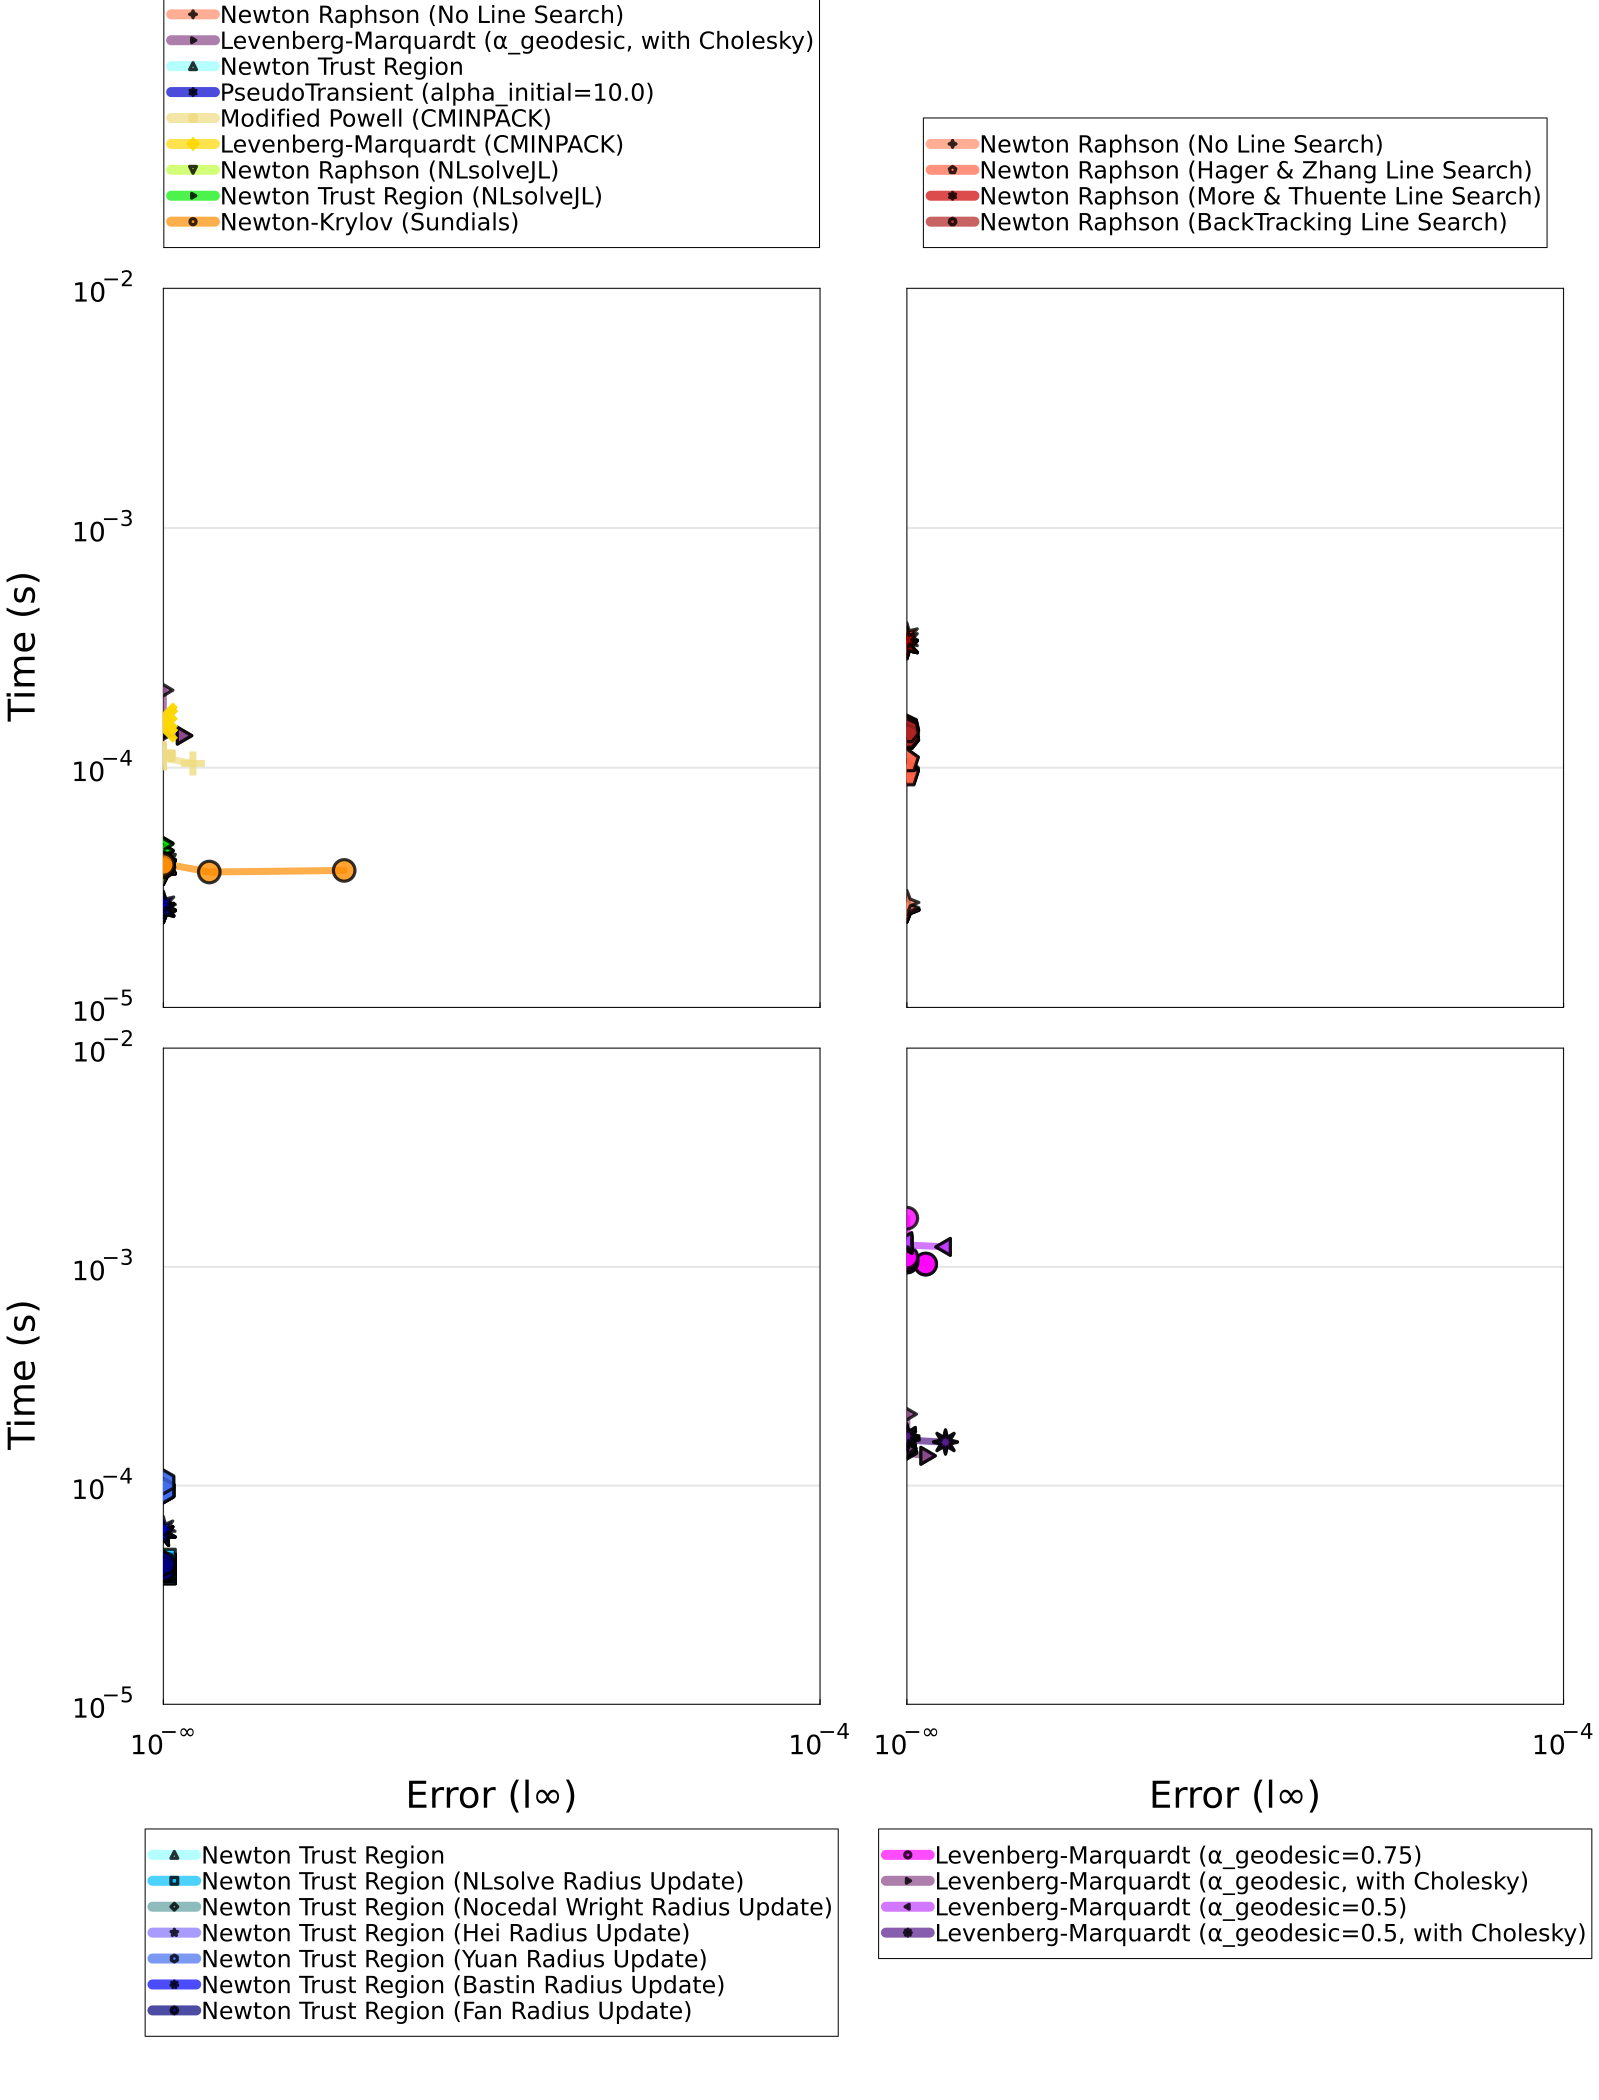 Newton Raphson (No Line Search)
Levenberg-Marquardt (α_geodesic, with Cholesky)
Newton Trust Region
PseudoTransient (alpha_initial=10.0)
Modified Powell (CMINPACK)
Levenberg-Marquardt (CMINPACK)
Newton Raphson (NLsolveJL)
Newton Trust Region (NLsolveJL)
Newton-Krylov (Sundials)
Newton Raphson (No Line Search)
Newton Raphson (Hager & Zhang Line Search)
Newton Raphson (More & Thuente Line Search)
Newton Raphson (BackTracking Line Search)
Time (s)
10⁻²
10⁻³
10⁻⁴
10⁻⁵
Time (s)
10⁻²
10⁻³
10⁻⁴
10⁻⁵
10^−∞
10⁻⁴
10^−∞
10⁻⁴
Error (l∞)
Error (l∞)
Newton Trust Region
Newton Trust Region (NLsolve Radius Update)
Newton Trust Region (Nocedal Wright Radius Update)
Newton Trust Region (Hei Radius Update)
Newton Trust Region (Yuan Radius Update)
Newton Trust Region (Bastin Radius Update)
Newton Trust Region (Fan Radius Update)
Levenberg-Marquardt (α_geodesic=0.75)
Levenberg-Marquardt (α_geodesic, with Cholesky)
Levenberg-Marquardt (α_geodesic=0.5)
Levenberg-Marquardt (α_geodesic=0.5, with Cholesky)